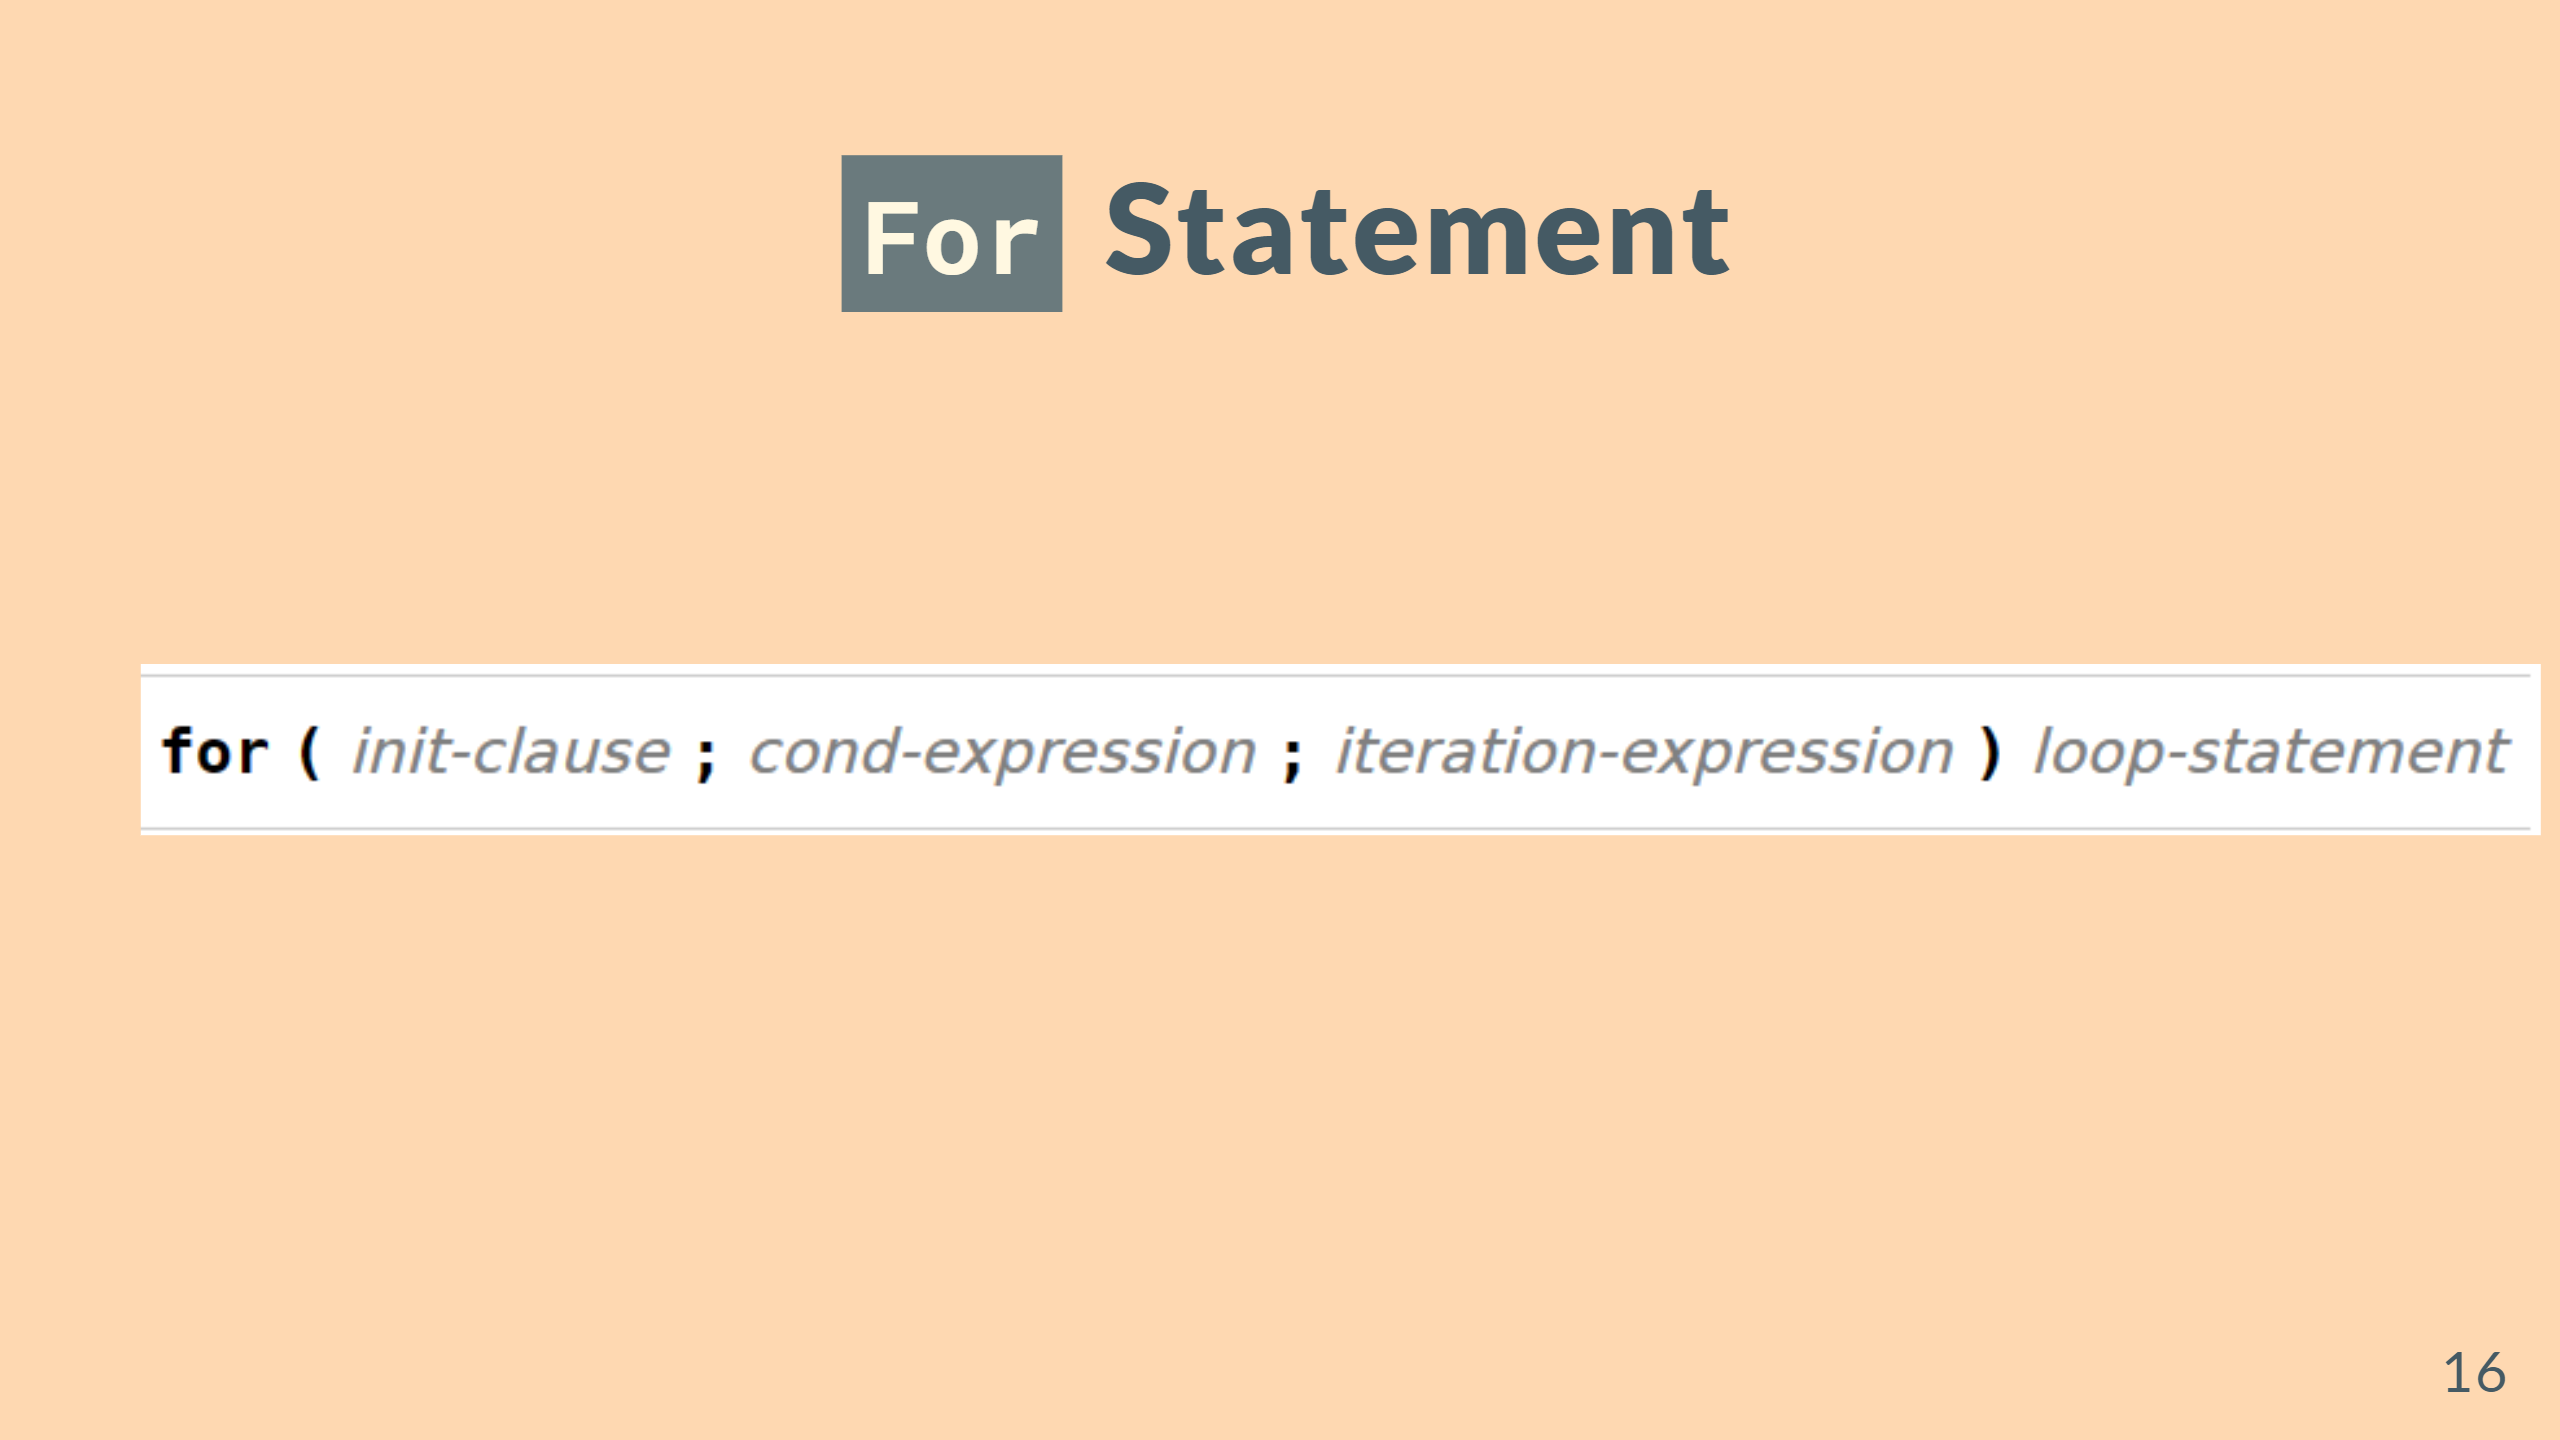 For Statement
for ( init-clause ; cond-expression ; iteration-expression ) loop-statement
16